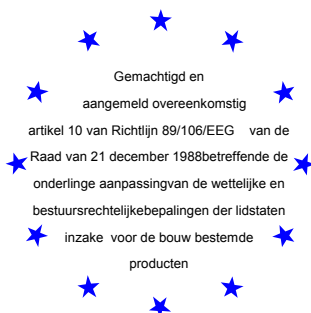 Gemachtigd en
aangemeld overeenkomstig
artikel 10 van Richtlijn 89/106/EEG van de
Raad van 21 december 1988betreffende de
onderlinge aanpassingvan de wettelijke en
bestuursrechtelijkebepalingen der lidstaten
inzake voor de bouw bestemde
producten